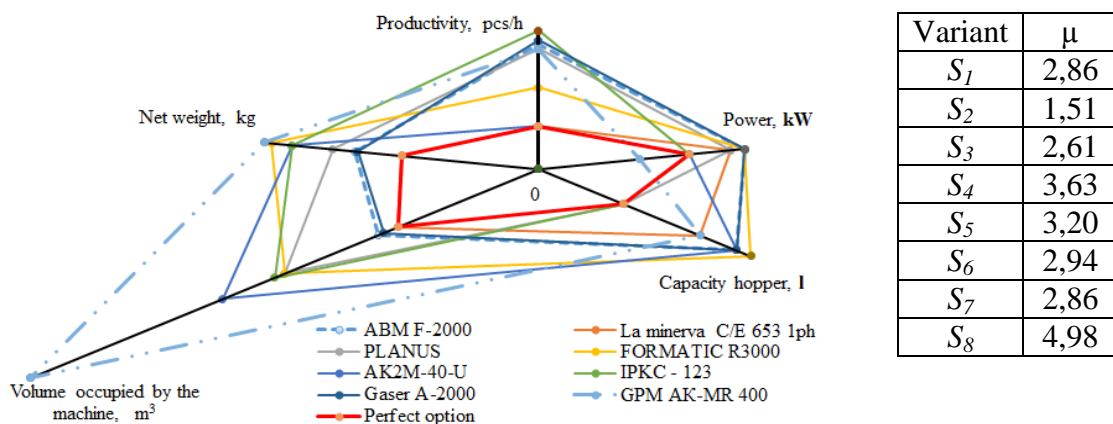 Productivity, pcs/h
Net weight, kg
Power, kW
0
Capacity hopper, l
Volume occupied by the
machine, m³
ABM F-2000
La minerva C/E 653 1ph
PLANUS
FORMATIC R3000
AK2M-40-U
IPKC - 123
Gaser A-2000
GPM AK-MR 400
Perfect option
Variant μ
S1 2,86
S2 1,51
S3 2,61
S4 3,63
S5 3,20
S6 2,94
S7 2,86
S8 4,98